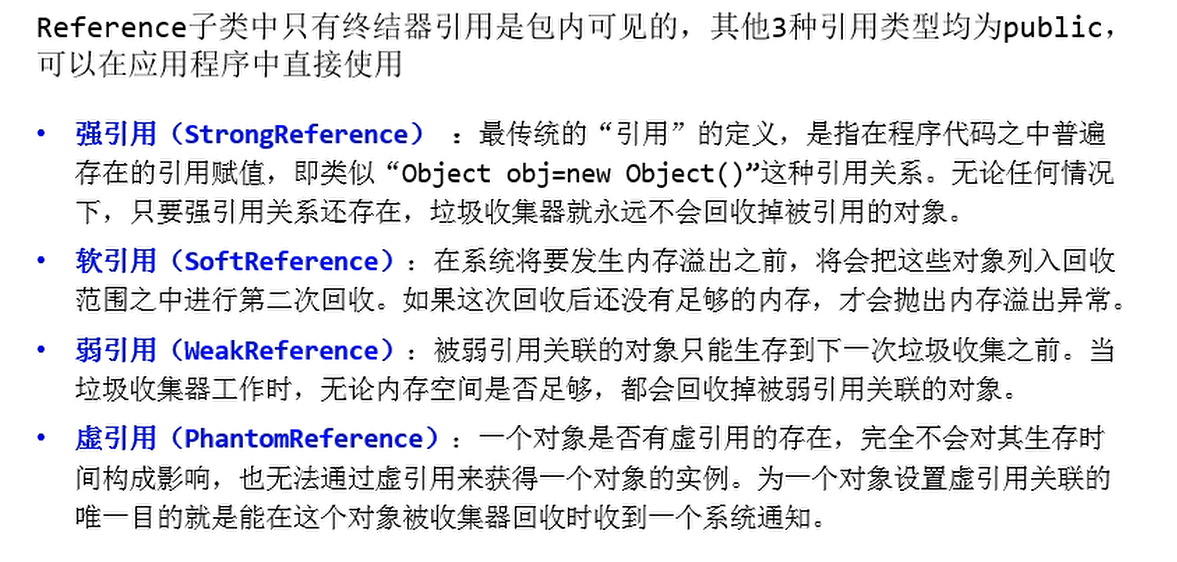 Reference子类中只有终结器引用是包内可见的，其他3种引用类型均为public，
可以在应用程序中直接使用
• 强引用（StrongReference） ：最传统的“引用”的定义，是指在程序代码之中普遍
存在的引用赋值，即类似“Object obj=new Object()”这种引用关系。无论任何情况
下，只要强引用关系还存在，垃圾收集器就永远不会回收掉被引用的对象。
• 软引用（SoftReference）：在系统将要发生内存溢出之前，将会把这些对象列入回收
范围之中进行第二次回收。如果这次回收后还没有足够的内存，才会抛出内存溢出异常。
• 弱引用（WeakReference）：被弱引用关联的对象只能生存到下一次垃圾收集之前。当
垃圾收集器工作时，无论内存空间是否足够，都会回收掉被弱引用关联的对象。
• 虚引用（PhantomReference）：一个对象是否有虚引用的存在，完全不会对其生存时
间构成影响，也无法通过虚引用来获得一个对象的实例。为一个对象设置虚引用关联的
唯一目的就是能在这个对象被收集器回收时收到一个系统通知。